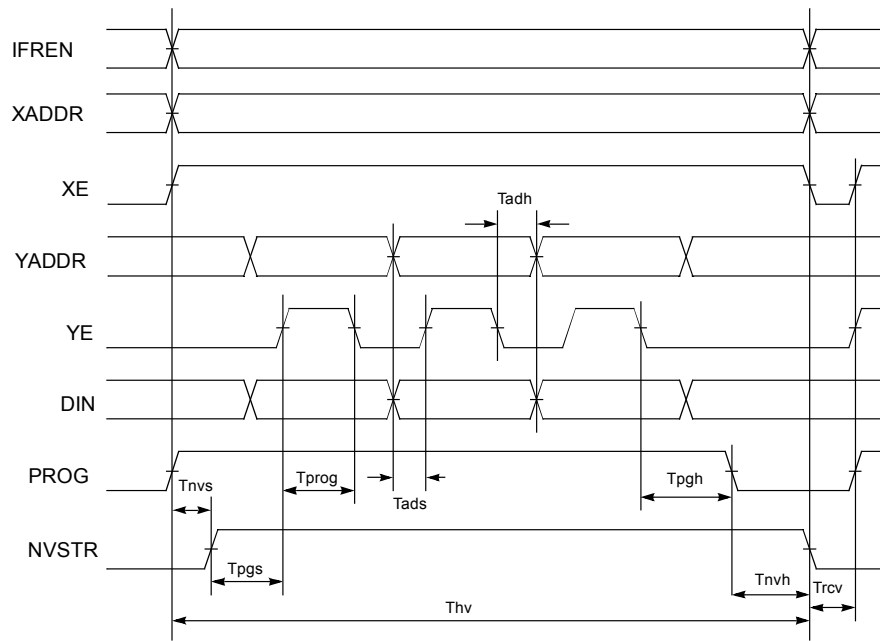 IFREN
XADDR
XE
Tadh
YADDR
YE
DIN
PROG
Tnvs
Tprog
Tads
Tpgh
NVSTR
Tpgs
Tnvh
Trcv
Thv